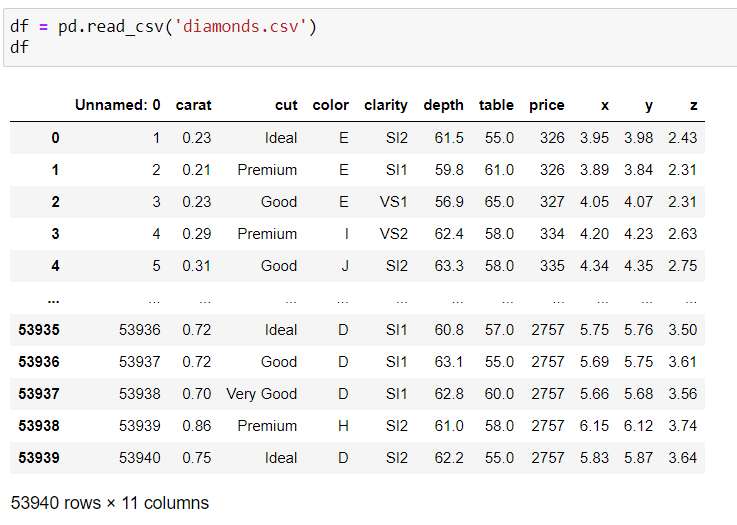 df = pd.read_csv('diamonds.csv')
df
Unnamed: 0 carat cut color clarity depth table price x y z
0 1 0.23 Ideal E SI2 61.5 55.0 326 3.95 3.98 2.43
1 2 0.21 Premium E SI1 59.8 61.0 326 3.89 3.84 2.31
2 3 0.23 Good E VS1 56.9 65.0 327 4.05 4.07 2.31
3 4 0.29 Premium I VS2 62.4 58.0 334 4.20 4.23 2.63
4 5 0.31 Good J SI2 63.3 58.0 335 4.34 4.35 2.75
... ... ... ... ... ... ... ... ... ... ... ...
53935 53936 0.72 Ideal D SI1 60.8 57.0 2757 5.75 5.76 3.50
53936 53937 0.72 Good D SI1 63.1 55.0 2757 5.69 5.75 3.61
53937 53938 0.70 Very Good D SI1 62.8 60.0 2757 5.66 5.68 3.56
53938 53939 0.86 Premium H SI2 61.0 58.0 2757 6.15 6.12 3.74
53939 53940 0.75 Ideal D SI2 62.2 55.0 2757 5.83 5.87 3.64
53940 rows × 11 columns